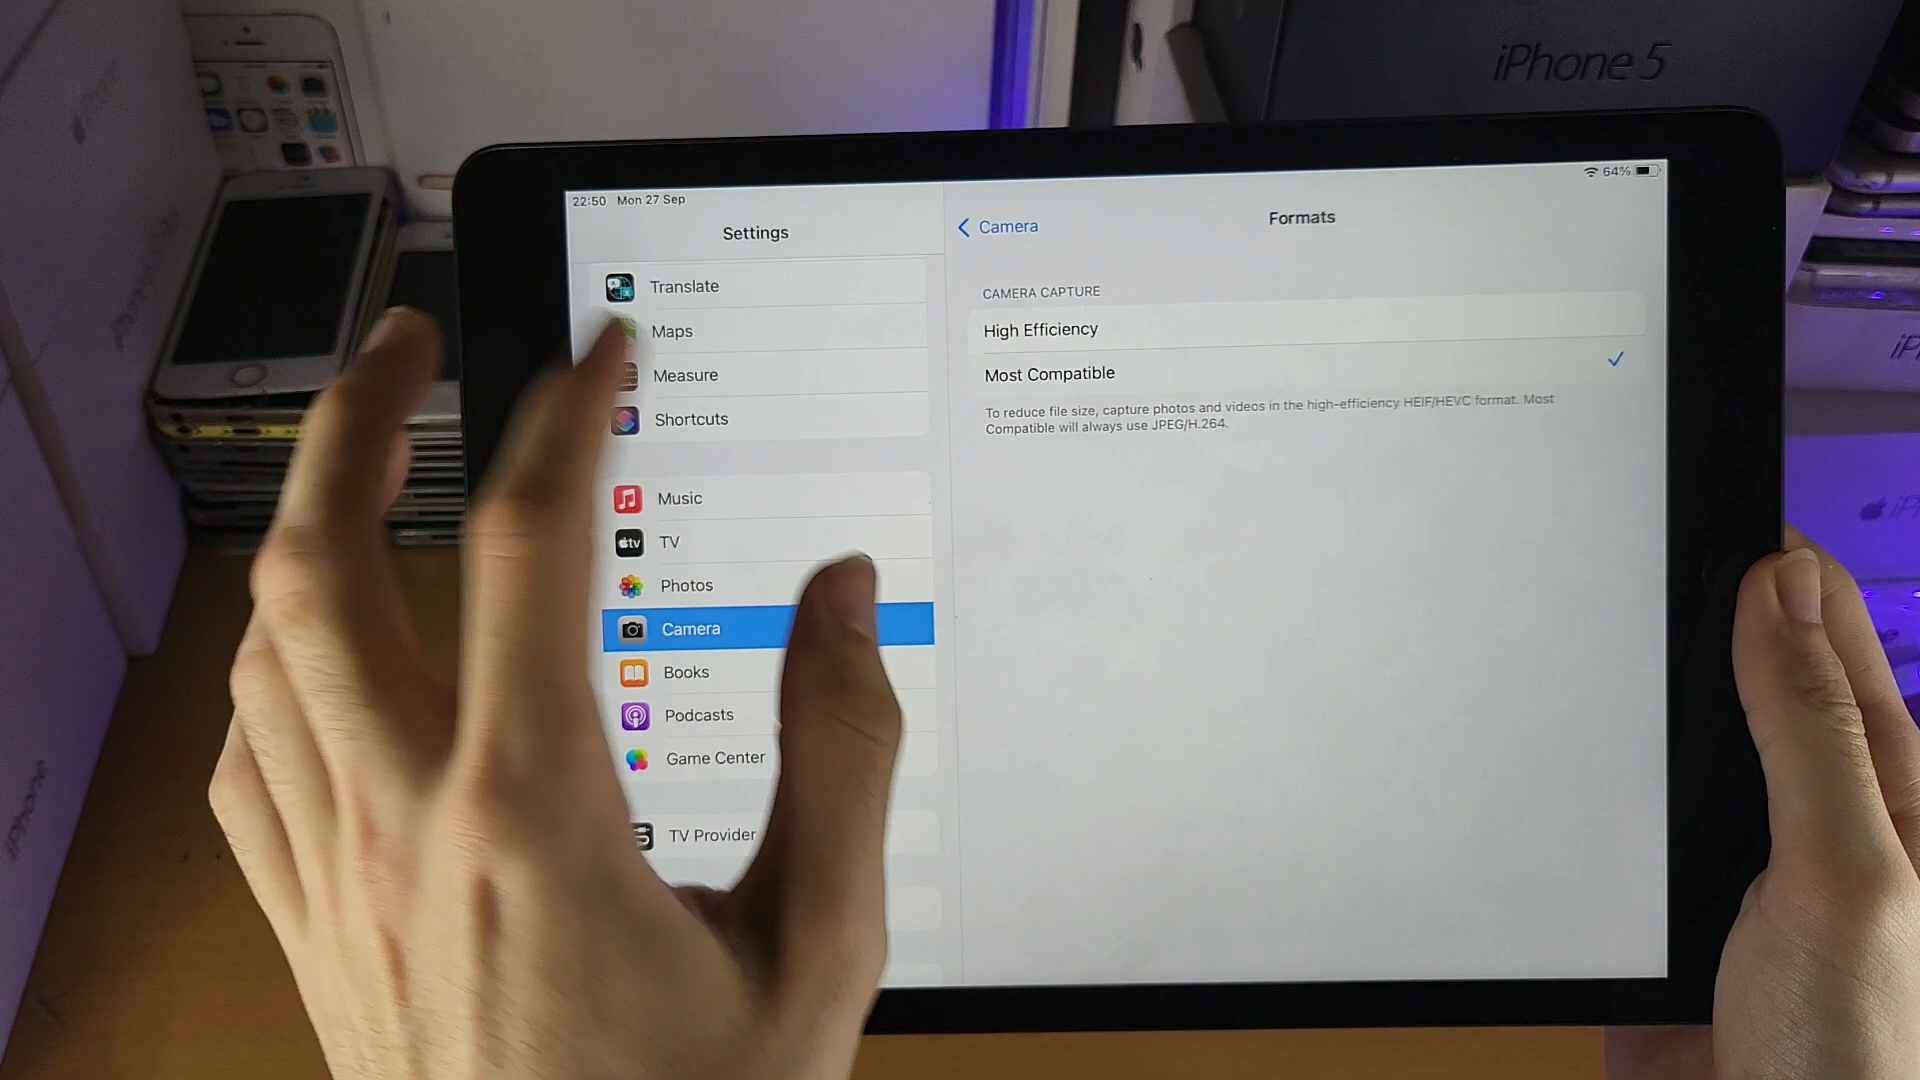 iPhone 5
22:50 Mon 27 Sep
64%
Settings
Translate
Maps
Measure
Shortcuts
Music
tv
TV
Photos
Camera
Books
Podcasts
Game Center
TV Provider
Camera
Formats
CAMERA CAPTURE
High Efficiency
Most Compatible
To reduce file size, capture photos and videos in the high-efficiency HEIF/HEVC format. Most
Compatible will always use JPEG/H.264.
iPhone